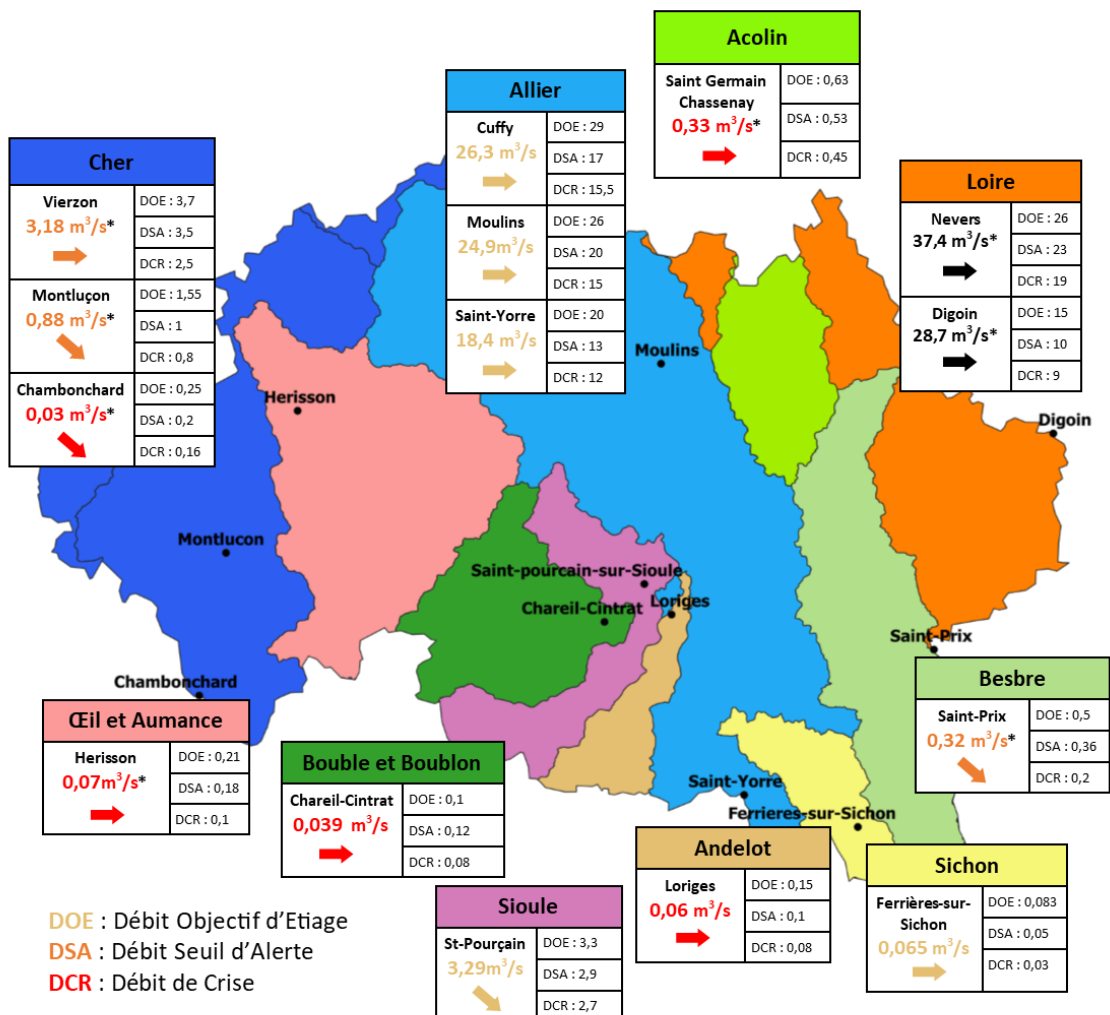 Acolin
Saint Germain
Chassenay
0,33 m³/s*
DOE : 0,63
DSA : 0,53
DCR : 0,45
Allier
Cuffy
26,3 m³/s
DOE : 29
DSA : 17
DCR : 15,5
Moulins
24,9m³/s
DOE : 26
DSA : 20
DCR : 15
Saint-Yorre
18,4 m³/s
DOE : 20
DSA : 13
DCR : 12
Cher
Vierzon
3,18 m³/s*
DOE : 3,7
DSA : 3,5
DCR : 2,5
Montluçon
0,88 m³/s*
DOE : 1,55
DSA : 1
DCR : 0,8
Chambonchard
0,03 m³/s*
DOE : 0,25
DSA : 0,2
DCR : 0,16
Loire
Nevers
37,4 m³/s*
DOE : 26
DSA : 23
DCR : 19
Digoin
28,7 m³/s*
DOE : 15
DSA : 10
DCR : 9
Moulins
Herisson
Digoin
Montlucon
Saint-pourcain-sur-Sioule
Chareil-Cintrat
Loriges
Saint-Prix
Chambonchard
Saint-Yorre
Ferrieres-sur-Sichon
Besbre
Saint-Prix
0,32 m³/s*
DOE : 0,5
DSA : 0,36
DCR : 0,2
Œil et Aumance
Herisson
0,07m³/s*
DOE : 0,21
DSA : 0,18
DCR : 0,1
Bouble et Boublon
Chareil-Cintrat
0,039 m³/s
DOE : 0,1
DSA : 0,12
DCR : 0,08
Andelot
Loriges
0,06 m³/s
DOE : 0,15
DSA : 0,1
DCR : 0,08
Sichon
Ferrières-sur-
Sichon
0,065 m³/s
DOE : 0,083
DSA : 0,05
DCR : 0,03
Sioule
St-Pourçain
3,29m³/s
DOE : 3,3
DSA : 2,9
DCR : 2,7
DOE : Débit Objectif d'Etiage
DSA : Débit Seuil d'Alerte
DCR : Débit de Crise